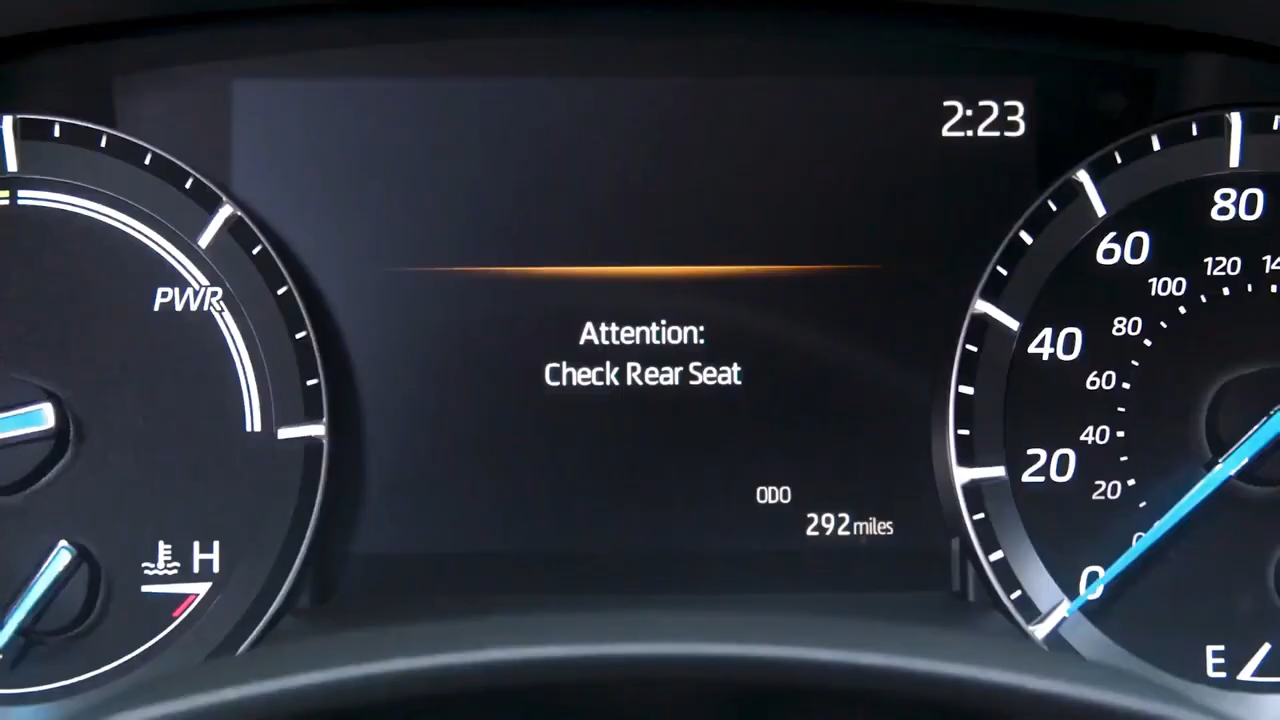 2:23
Attention:
Check Rear Seat
ODO
292 miles
PWR
H
80
60
40
20
0
120
100
80
60
40
20
E